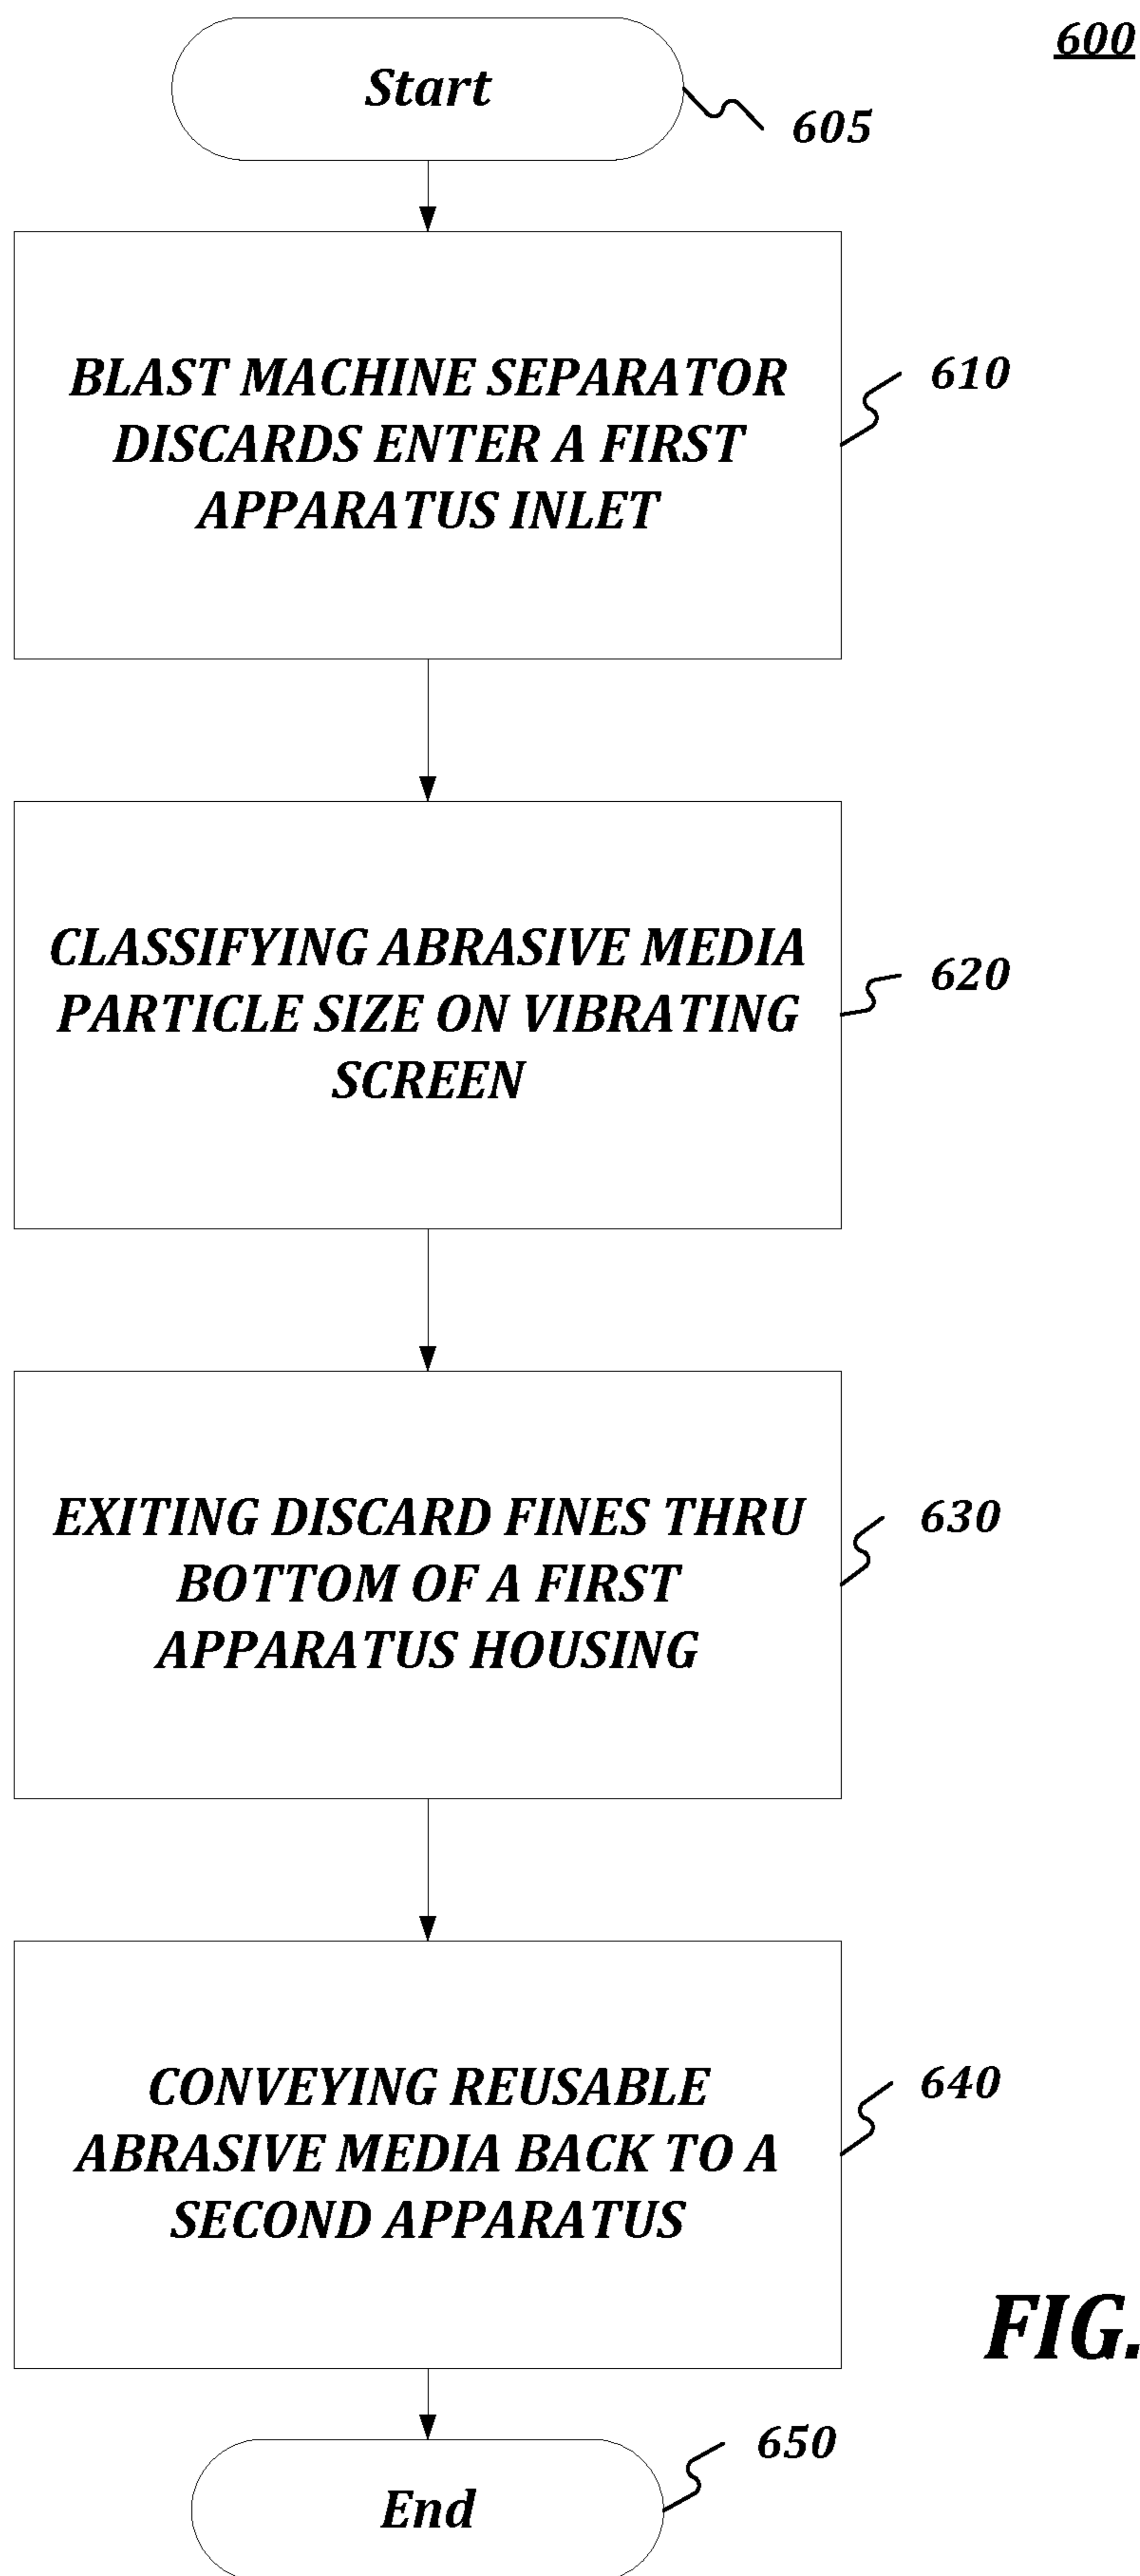 600
Start
605
BLAST MACHINE SEPARATOR
DISCARDS ENTER A FIRST
APPARATUS INLET
610
CLASSIFYING ABRASIVE MEDIA
PARTICLE SIZE ON VIBRATING
SCREEN
620
EXITING DISCARD FINES THRU
BOTTOM OF A FIRST
APPARATUS HOUSING
630
CONVEYING REUSABLE
ABRASIVE MEDIA BACK TO A
SECOND APPARATUS
640
FIG.
650
End